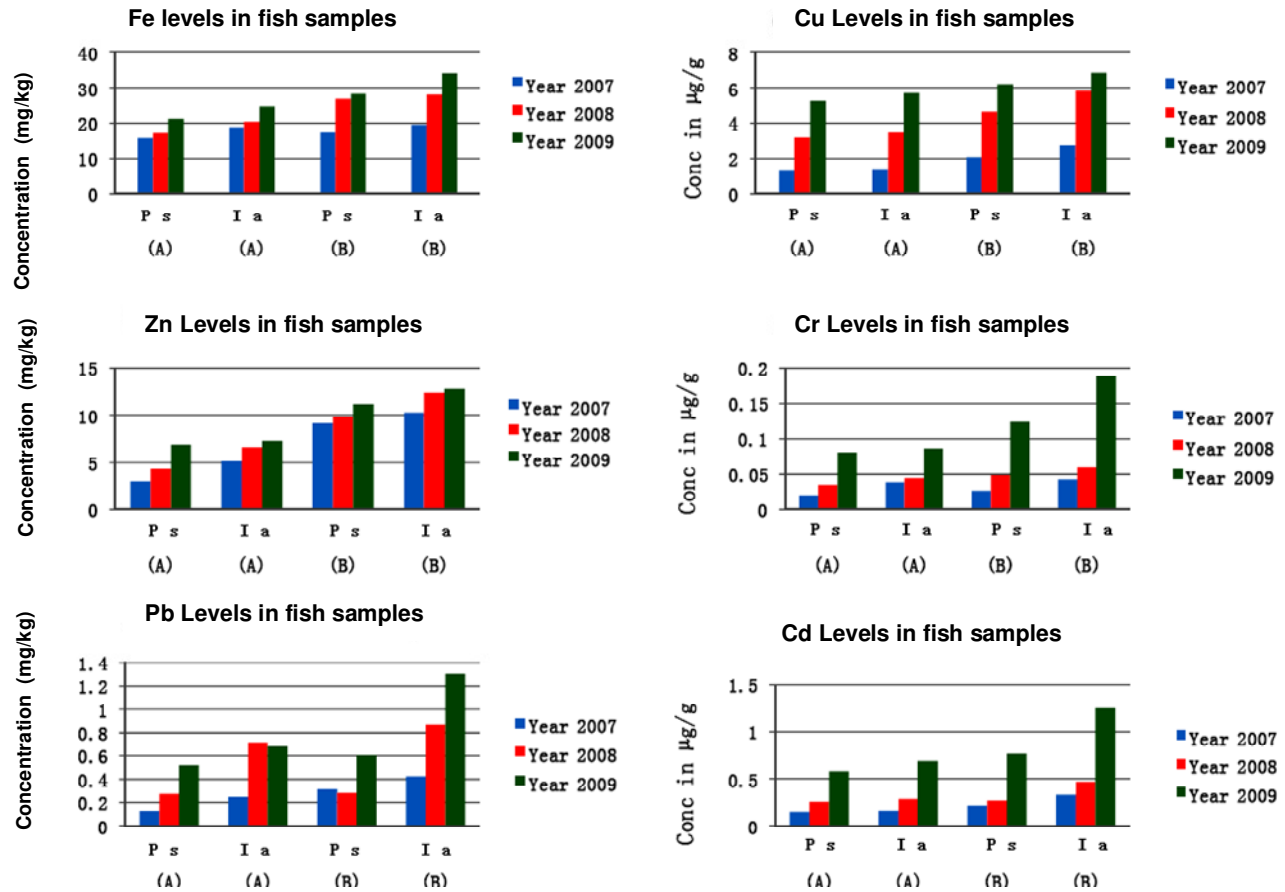 Fe levels in fish samples
Concentration (mg/kg)
40
30
20
10
0
P s
I a
P s
I a
(A)
(A)
(B)
(B)
Year 2007
Year 2008
Year 2009
Cu Levels in fish samples
Conc in µg/g
8
6
4
2
0
P s
I a
P s
I a
(A)
(A)
(B)
(B)
Year 2007
Year 2008
Year 2009
Zn Levels in fish samples
Concentration (mg/kg)
15
10
5
0
P s
I a
P s
I a
(A)
(A)
(B)
(B)
Year 2007
Year 2008
Year 2009
Cr Levels in fish samples
Conc in µg/g
0.2
0.15
0.1
0.05
0
P s
I a
P s
I a
(A)
(A)
(B)
(B)
Year 2007
Year 2008
Year 2009
Pb Levels in fish samples
Concentration (mg/kg)
1.4
1.2
1
0.8
0.6
0.4
0.2
0
P s
I a
P s
I a
(A)
(A)
(B)
(B)
Year 2007
Year 2008
Year 2009
Cd Levels in fish samples
Conc in µg/g
1.5
1
0.5
0
P s
I a
P s
I a
(A)
(A)
(B)
(B)
Year 2007
Year 2008
Year 2009